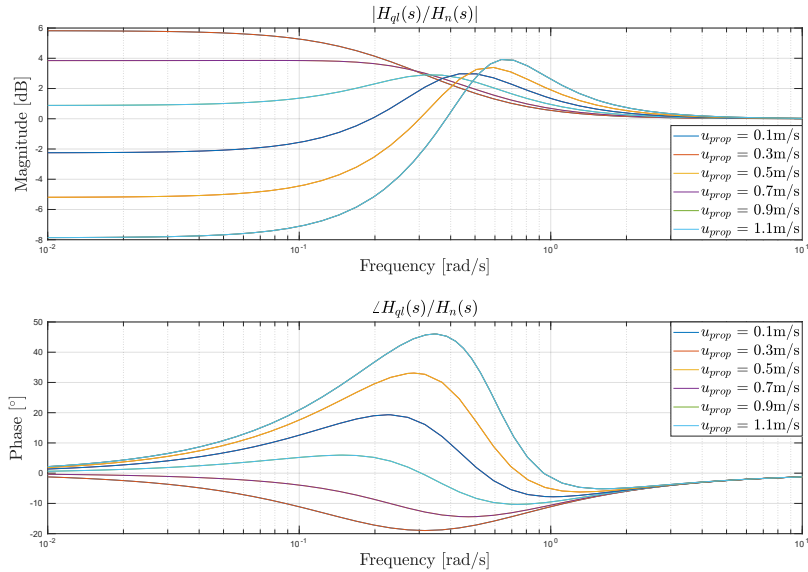 |H_{ql}(s)/H_n(s)|
6
4
2
0
-2
-4
-6
-8
Magnitude [dB]
10^{-2}
10^{-1}
10^{0}
10^{1}
Frequency [rad/s]
u_{prop} = 0.1m/s
u_{prop} = 0.3m/s
u_{prop} = 0.5m/s
u_{prop} = 0.7m/s
u_{prop} = 0.9m/s
u_{prop} = 1.1m/s
∠H_{ql}(s)/H_n(s)
50
40
30
20
10
0
-10
-20
Phase [°]
10^{-2}
10^{-1}
10^{0}
10^{1}
Frequency [rad/s]
u_{prop} = 0.1m/s
u_{prop} = 0.3m/s
u_{prop} = 0.5m/s
u_{prop} = 0.7m/s
u_{prop} = 0.9m/s
u_{prop} = 1.1m/s